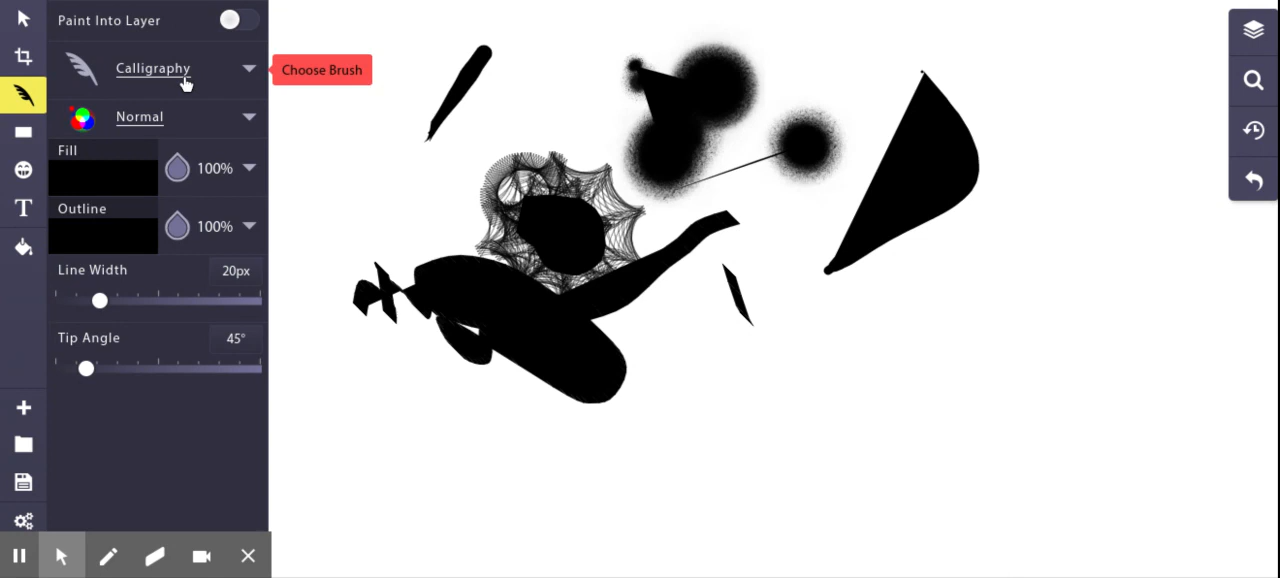 Paint Into Layer
Calligraphy
Choose Brush
Normal
Fill
100%
Outline
100%
Line Width
20px
Tip Angle
45°
T